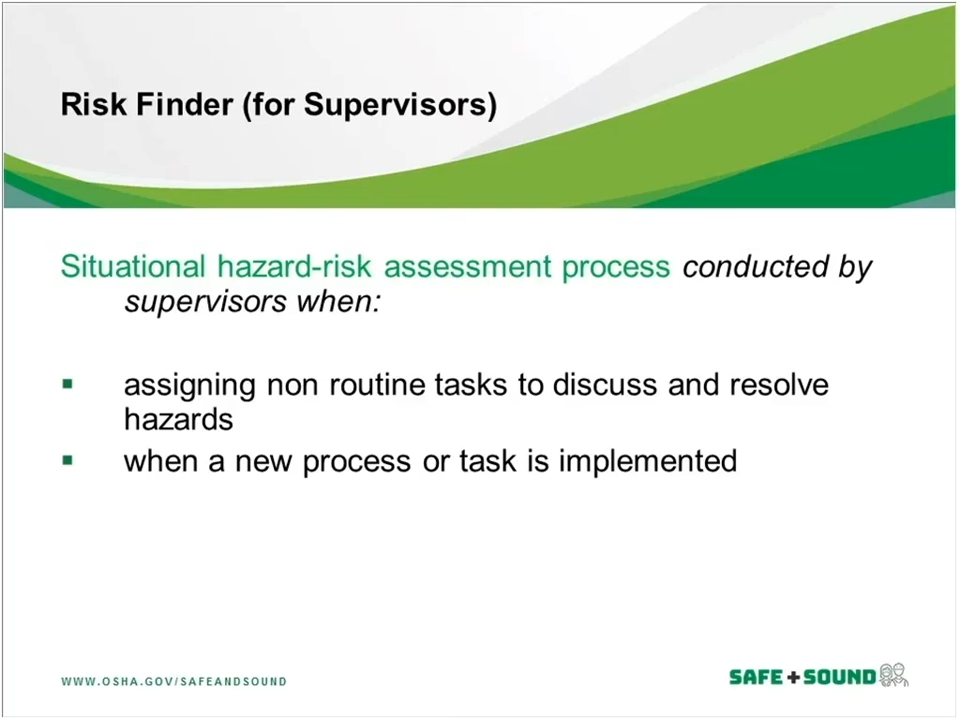 Risk Finder (for Supervisors)
Situational hazard-risk assessment process conducted by
supervisors when:
▪ assigning non routine tasks to discuss and resolve
hazards
▪ when a new process or task is implemented
WWW.OSHA.GOV/SAFEANDSOUND
SAFE+SOUND